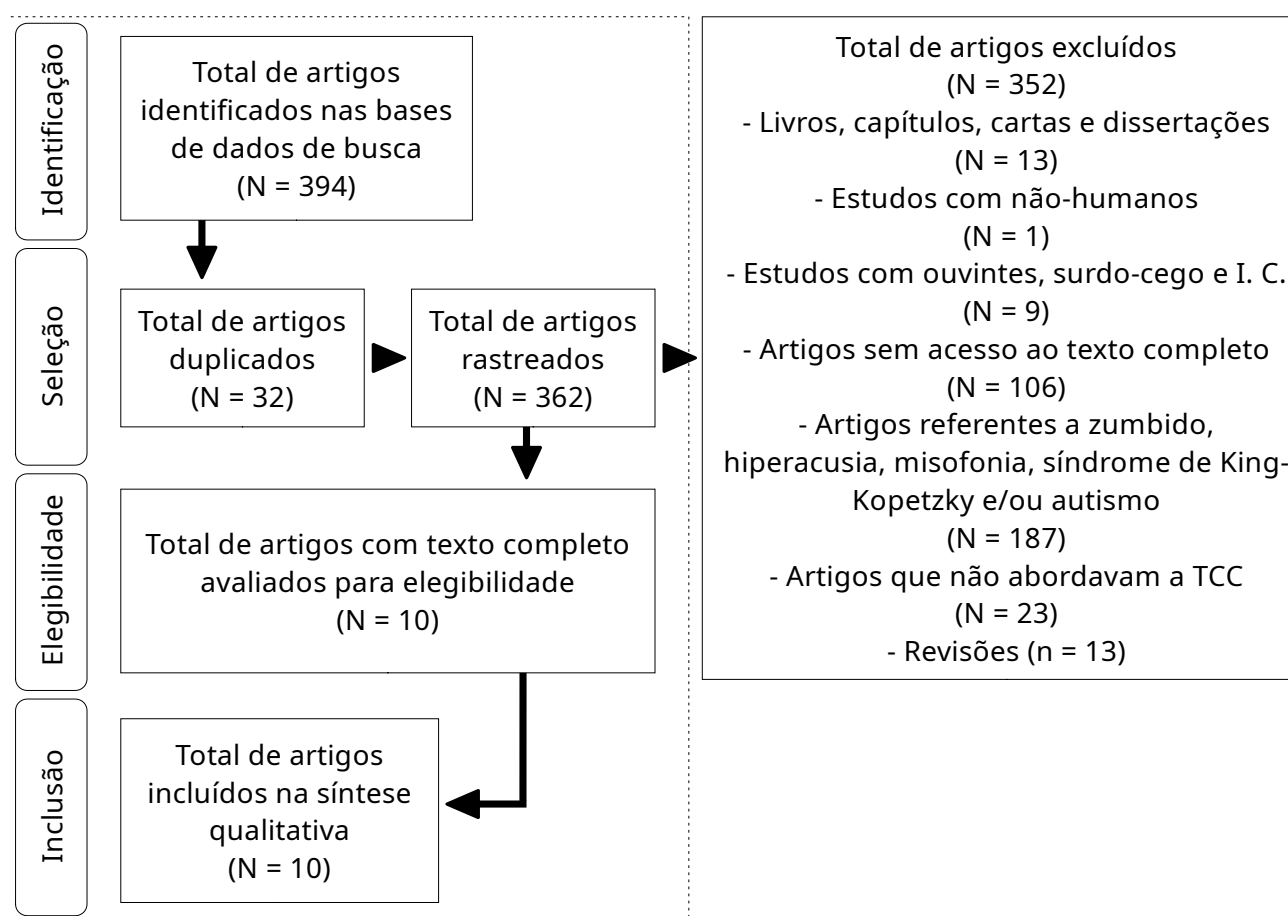 Identificação
Total de artigos
identificados nas bases
de dados de busca
(N = 394)
Seleção
Total de artigos
duplicados
(N = 32)
Total de artigos
rastreados
(N = 362)
Elegibilidade
Total de artigos com texto completo
avaliados para elegibilidade
(N = 10)
Inclusão
Total de artigos
incluídos na síntese
qualitativa
(N = 10)
Total de artigos excluídos
(N = 352)
- Livros, capítulos, cartas e dissertações
(N = 13)
- Estudos com não-humanos
(N = 1)
- Estudos com ouvintes, surdo-cego e I. C.
(N = 9)
- Artigos sem acesso ao texto completo
(N = 106)
- Artigos referentes a zumbido,
hiperacusia, misofonia, síndrome de King-
Kopetzky e/ou autismo
(N = 187)
- Artigos que não abordavam a TCC
(N = 23)
- Revisões (n = 13)